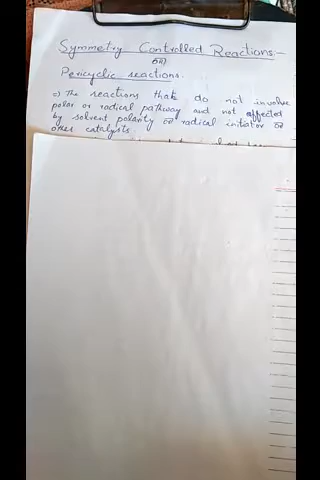 Symmetry Controlled Reactions:-
(or)
Pericyclic reactions.
=) The reactions that do not involve
polar or radical pathway and not affected
by solvent polarity or radical initiator or
other catalysts.